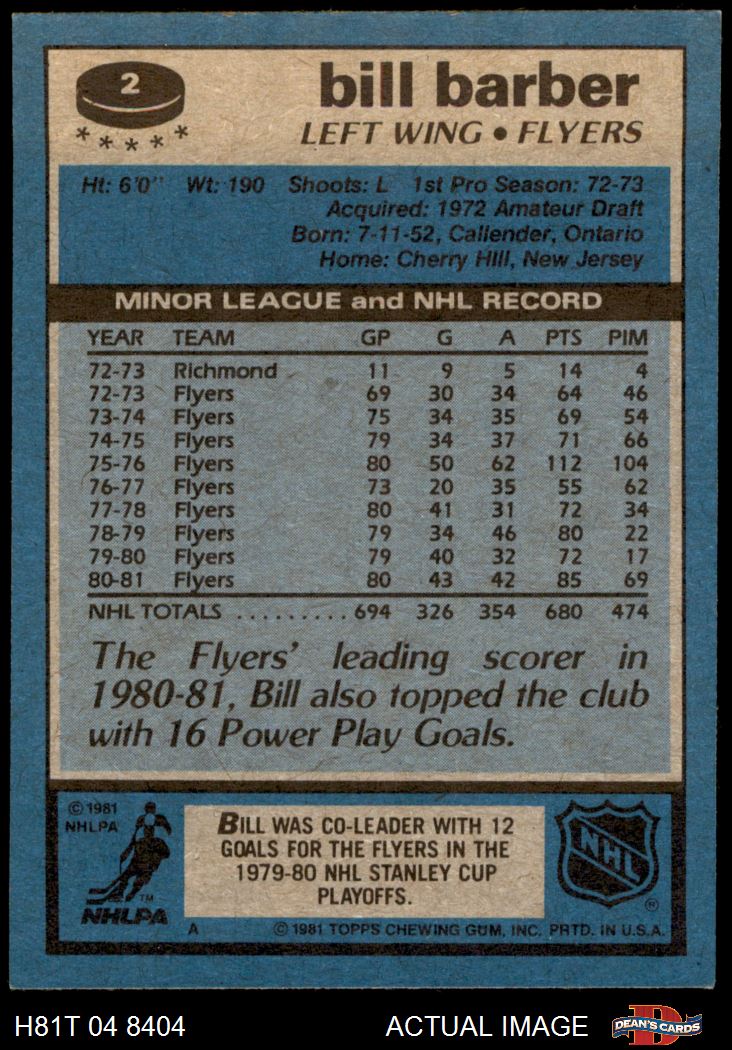 2
bill barber
LEFT WING • FLYERS
Ht: 6'0" Wt: 190 Shoots: L 1st Pro Season: 72-73
Acquired: 1972 Amateur Draft
Born: 7-11-52, Callender, Ontario
Home: Cherry Hill, New Jersey
MINOR LEAGUE and NHL RECORD
YEAR TEAM GP G A PTS PIM
72-73 Richmond 11 9 5 14 4
72-73 Flyers 69 30 34 64 46
73-74 Flyers 75 34 35 69 54
74-75 Flyers 79 34 37 71 66
75-76 Flyers 80 50 62 112 104
76-77 Flyers 73 20 35 55 62
77-78 Flyers 80 41 31 72 34
78-79 Flyers 79 34 46 80 22
79-80 Flyers 79 40 32 72 17
80-81 Flyers 80 43 42 85 69
NHL TOTALS ......... 694 326 354 680 474
The Flyers' leading scorer in
1980-81, Bill also topped the club
with 16 Power Play Goals.
© 1981
NHLPA
TM
NHLPA
BILL WAS CO-LEADER WITH 12
GOALS FOR THE FLYERS IN THE
1979-80 NHL STANLEY CUP
PLAYOFFS.
NHL
®
A © 1981 TOPPS CHEWING GUM, INC. PRTD. IN U.S.A.
H81T 04 8404 ACTUAL IMAGE
D
DEAN'S CARDS